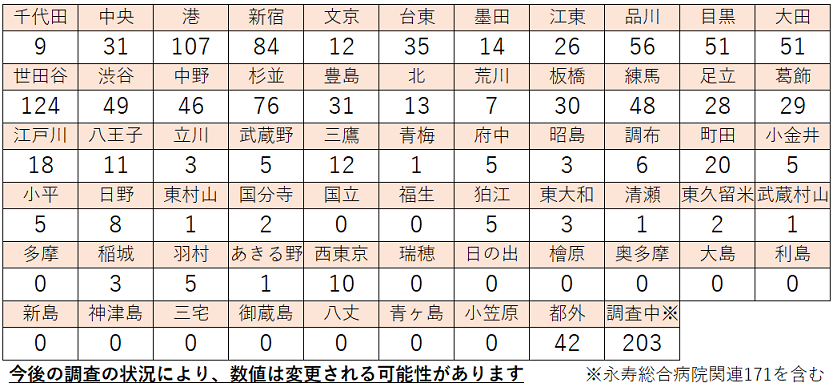 千代田 中央 港 新宿 文京 台東 墨田 江東 品川 目黒 大田
9 31 107 84 12 35 14 26 56 51 51
世田谷 渋谷 中野 杉並 豊島 北 荒川 板橋 練馬 足立 葛飾
124 49 46 76 31 13 7 30 48 28 29
江戸川 八王子 立川 武蔵野 三鷹 青梅 府中 昭島 調布 町田 小金井
18 11 3 5 12 1 5 3 6 20 5
小平 日野 東村山 国分寺 国立 福生 狛江 東大和 清瀬 東久留米 武蔵村山
5 8 1 2 0 0 5 3 1 2 1
多摩 稲城 羽村 あきる野 西東京 瑞穂 日の出 檜原 奥多摩 大島 利島
0 3 5 1 10 0 0 0 0 0 0
新島 神津島 三宅 御蔵島 八丈 青ヶ島 小笠原 都外 調査中※
0 0 0 0 0 0 0 42 203
今後の調査の状況により、数値は変更される可能性があります ※永寿総合病院関連171を含む